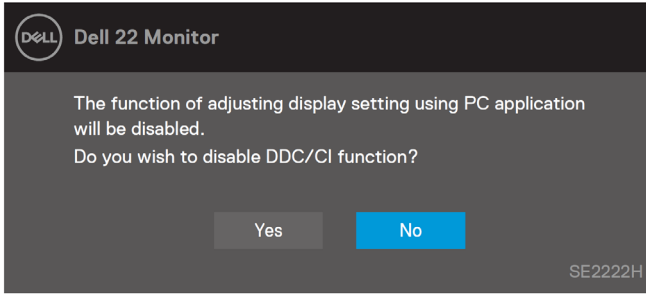 DELL Dell 22 Monitor
The function of adjusting display setting using PC application
will be disabled.
Do you wish to disable DDC/CI function?
Yes No
SE2222H